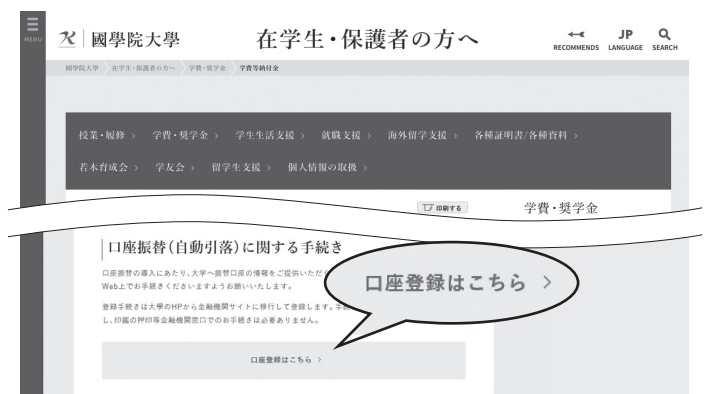 MENU
國學院大學
在学生・保護者の方へ
RECOMMENDS
JP
LANGUAGE
SEARCH
國學院大學 〉 在学生・保護者の方へ 〉 学費・奨学金 〉 学費等納付金
授業・履修 〉 学費・奨学金 〉 学生生活支援 〉 就職支援 〉 海外留学支援 〉 各種証明書/各種資料 〉
若木育成会 〉 学友会 〉 留学生支援 〉 個人情報の取扱 〉
印刷する
学費・奨学金
口座振替（自動引落）に関する手続き
口座振替の導入にあたり、大学へ振替口座の情報をご提供いただく
Web上でお手続きくださいますようお願いいたします。
登録手続きは大學のHPから金融機関サイトに移行して登録します。手
し、印鑑の押印等金融機関窓口でのお手続きは必要ありません。
口座登録はこちら 〉
口座登録はこちら 〉